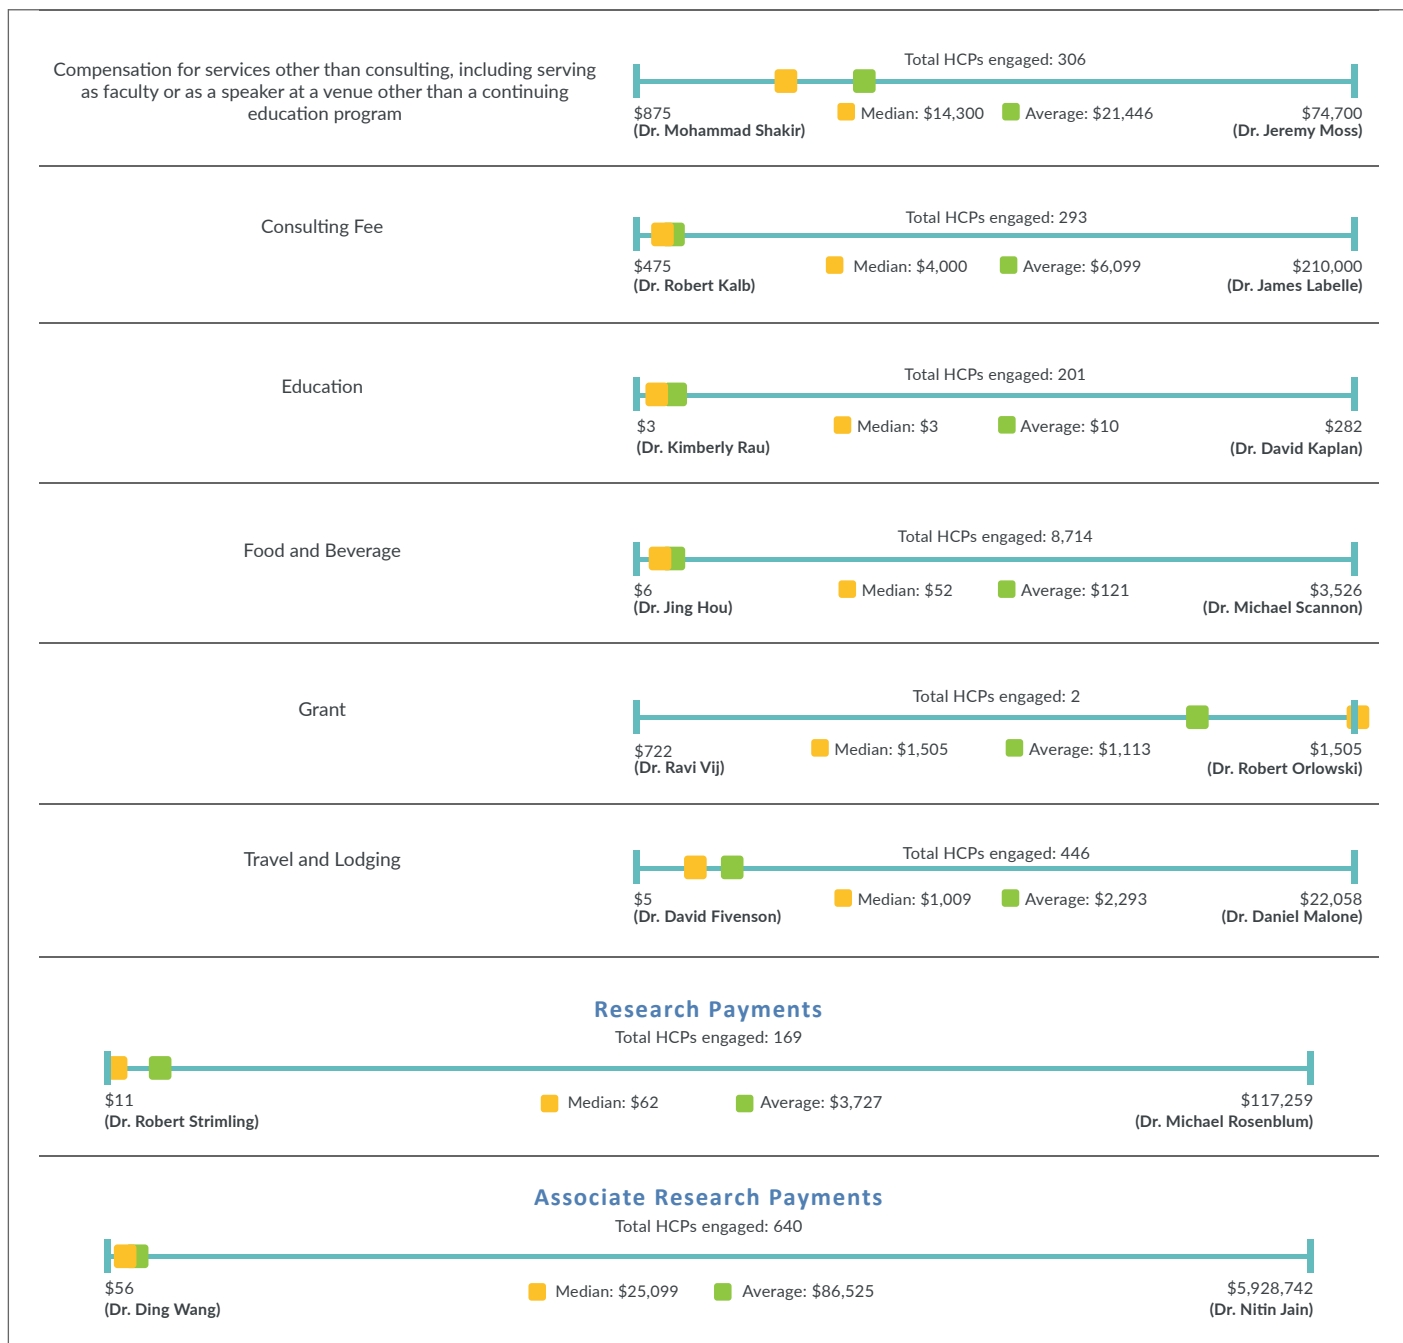 Compensation for services other than consulting, including serving
as faculty or as a speaker at a venue other than a continuing
education program
Total HCPs engaged: 306
$875
(Dr. Mohammad Shakir)
Median: $14,300
Average: $21,446
$74,700
(Dr. Jeremy Moss)
Consulting Fee
Total HCPs engaged: 293
$475
(Dr. Robert Kalb)
Median: $4,000
Average: $6,099
$210,000
(Dr. James Labelle)
Education
Total HCPs engaged: 201
$3
(Dr. Kimberly Rau)
Median: $3
Average: $10
$282
(Dr. David Kaplan)
Food and Beverage
Total HCPs engaged: 8,714
$6
(Dr. Jing Hou)
Median: $52
Average: $121
$3,526
(Dr. Michael Scannon)
Grant
Total HCPs engaged: 2
$722
(Dr. Ravi Vij)
Median: $1,505
Average: $1,113
$1,505
(Dr. Robert Orlowski)
Travel and Lodging
Total HCPs engaged: 446
$5
(Dr. David Fivenson)
Median: $1,009
Average: $2,293
$22,058
(Dr. Daniel Malone)
Research Payments
Total HCPs engaged: 169
$11
(Dr. Robert Strimling)
Median: $62
Average: $3,727
$117,259
(Dr. Michael Rosenblum)
Associate Research Payments
Total HCPs engaged: 640
$56
(Dr. Ding Wang)
Median: $25,099
Average: $86,525
$5,928,742
(Dr. Nitin Jain)